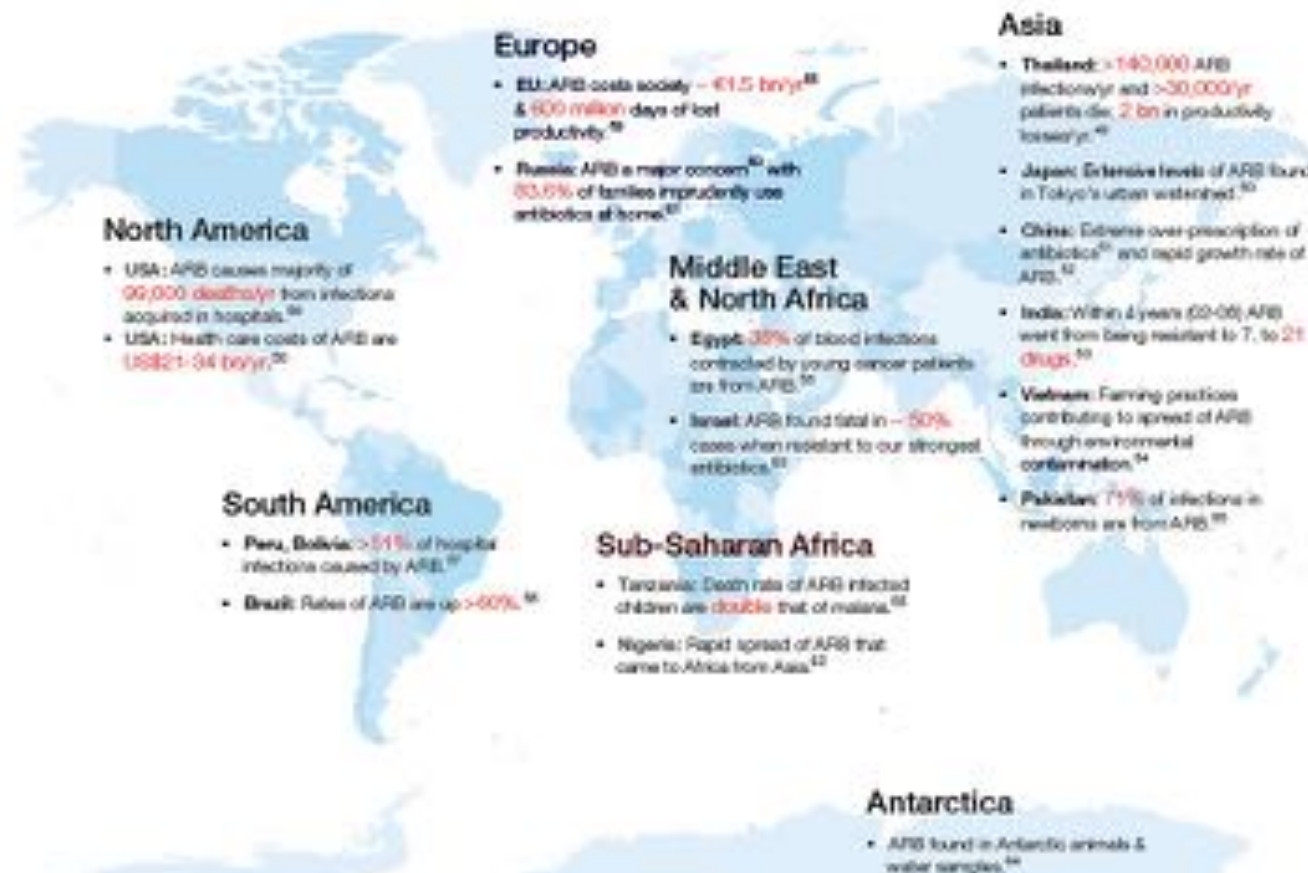 Europe
• EU: ARB costs society ~ €1.5 bn/yr
& 600 million days of lost
productivity.
• Russia: ARB a major concern with
83.6% of families imprudently use
antibiotics at home.
Asia
• Thailand: >140,000 ARB
infections/yr and >30,000/yr
patients die; 2 bn in productivity
losses/yr.
• Japan: Extensive levels of ARB found
in Tokyo's urban watershed.
• China: Extreme over-prescription of
antibiotics and rapid growth rate of
ARB.
• India: Within 4 years (02-06) ARB
went from being resistant to 7, to 21
drugs.
• Vietnam: Farming practices
contributing to spread of ARB
through environmental
contamination.
• Pakistan: 71% of infections in
newborns are from ARB.
North America
• USA: ARB causes majority of
99,000 deaths/yr from infections
acquired in hospitals.
• USA: Health care costs of ARB are
US$21-34 bn/yr.
Middle East
& North Africa
• Egypt: 38% of blood infections
contracted by young cancer patients
are from ARB.
• Israel: ARB found fatal in ~ 50%
cases when resistant to our strongest
antibiotics.
South America
• Peru, Bolivia: >51% of hospital
infections caused by ARB.
• Brazil: Rates of ARB are up >60%.
Sub-Saharan Africa
• Tanzania: Death rate of ARB infected
children are double that of malaria.
• Nigeria: Rapid spread of ARB that
came to Africa from Asia.
Antarctica
• ARB found in Antarctic animals &
water samples.